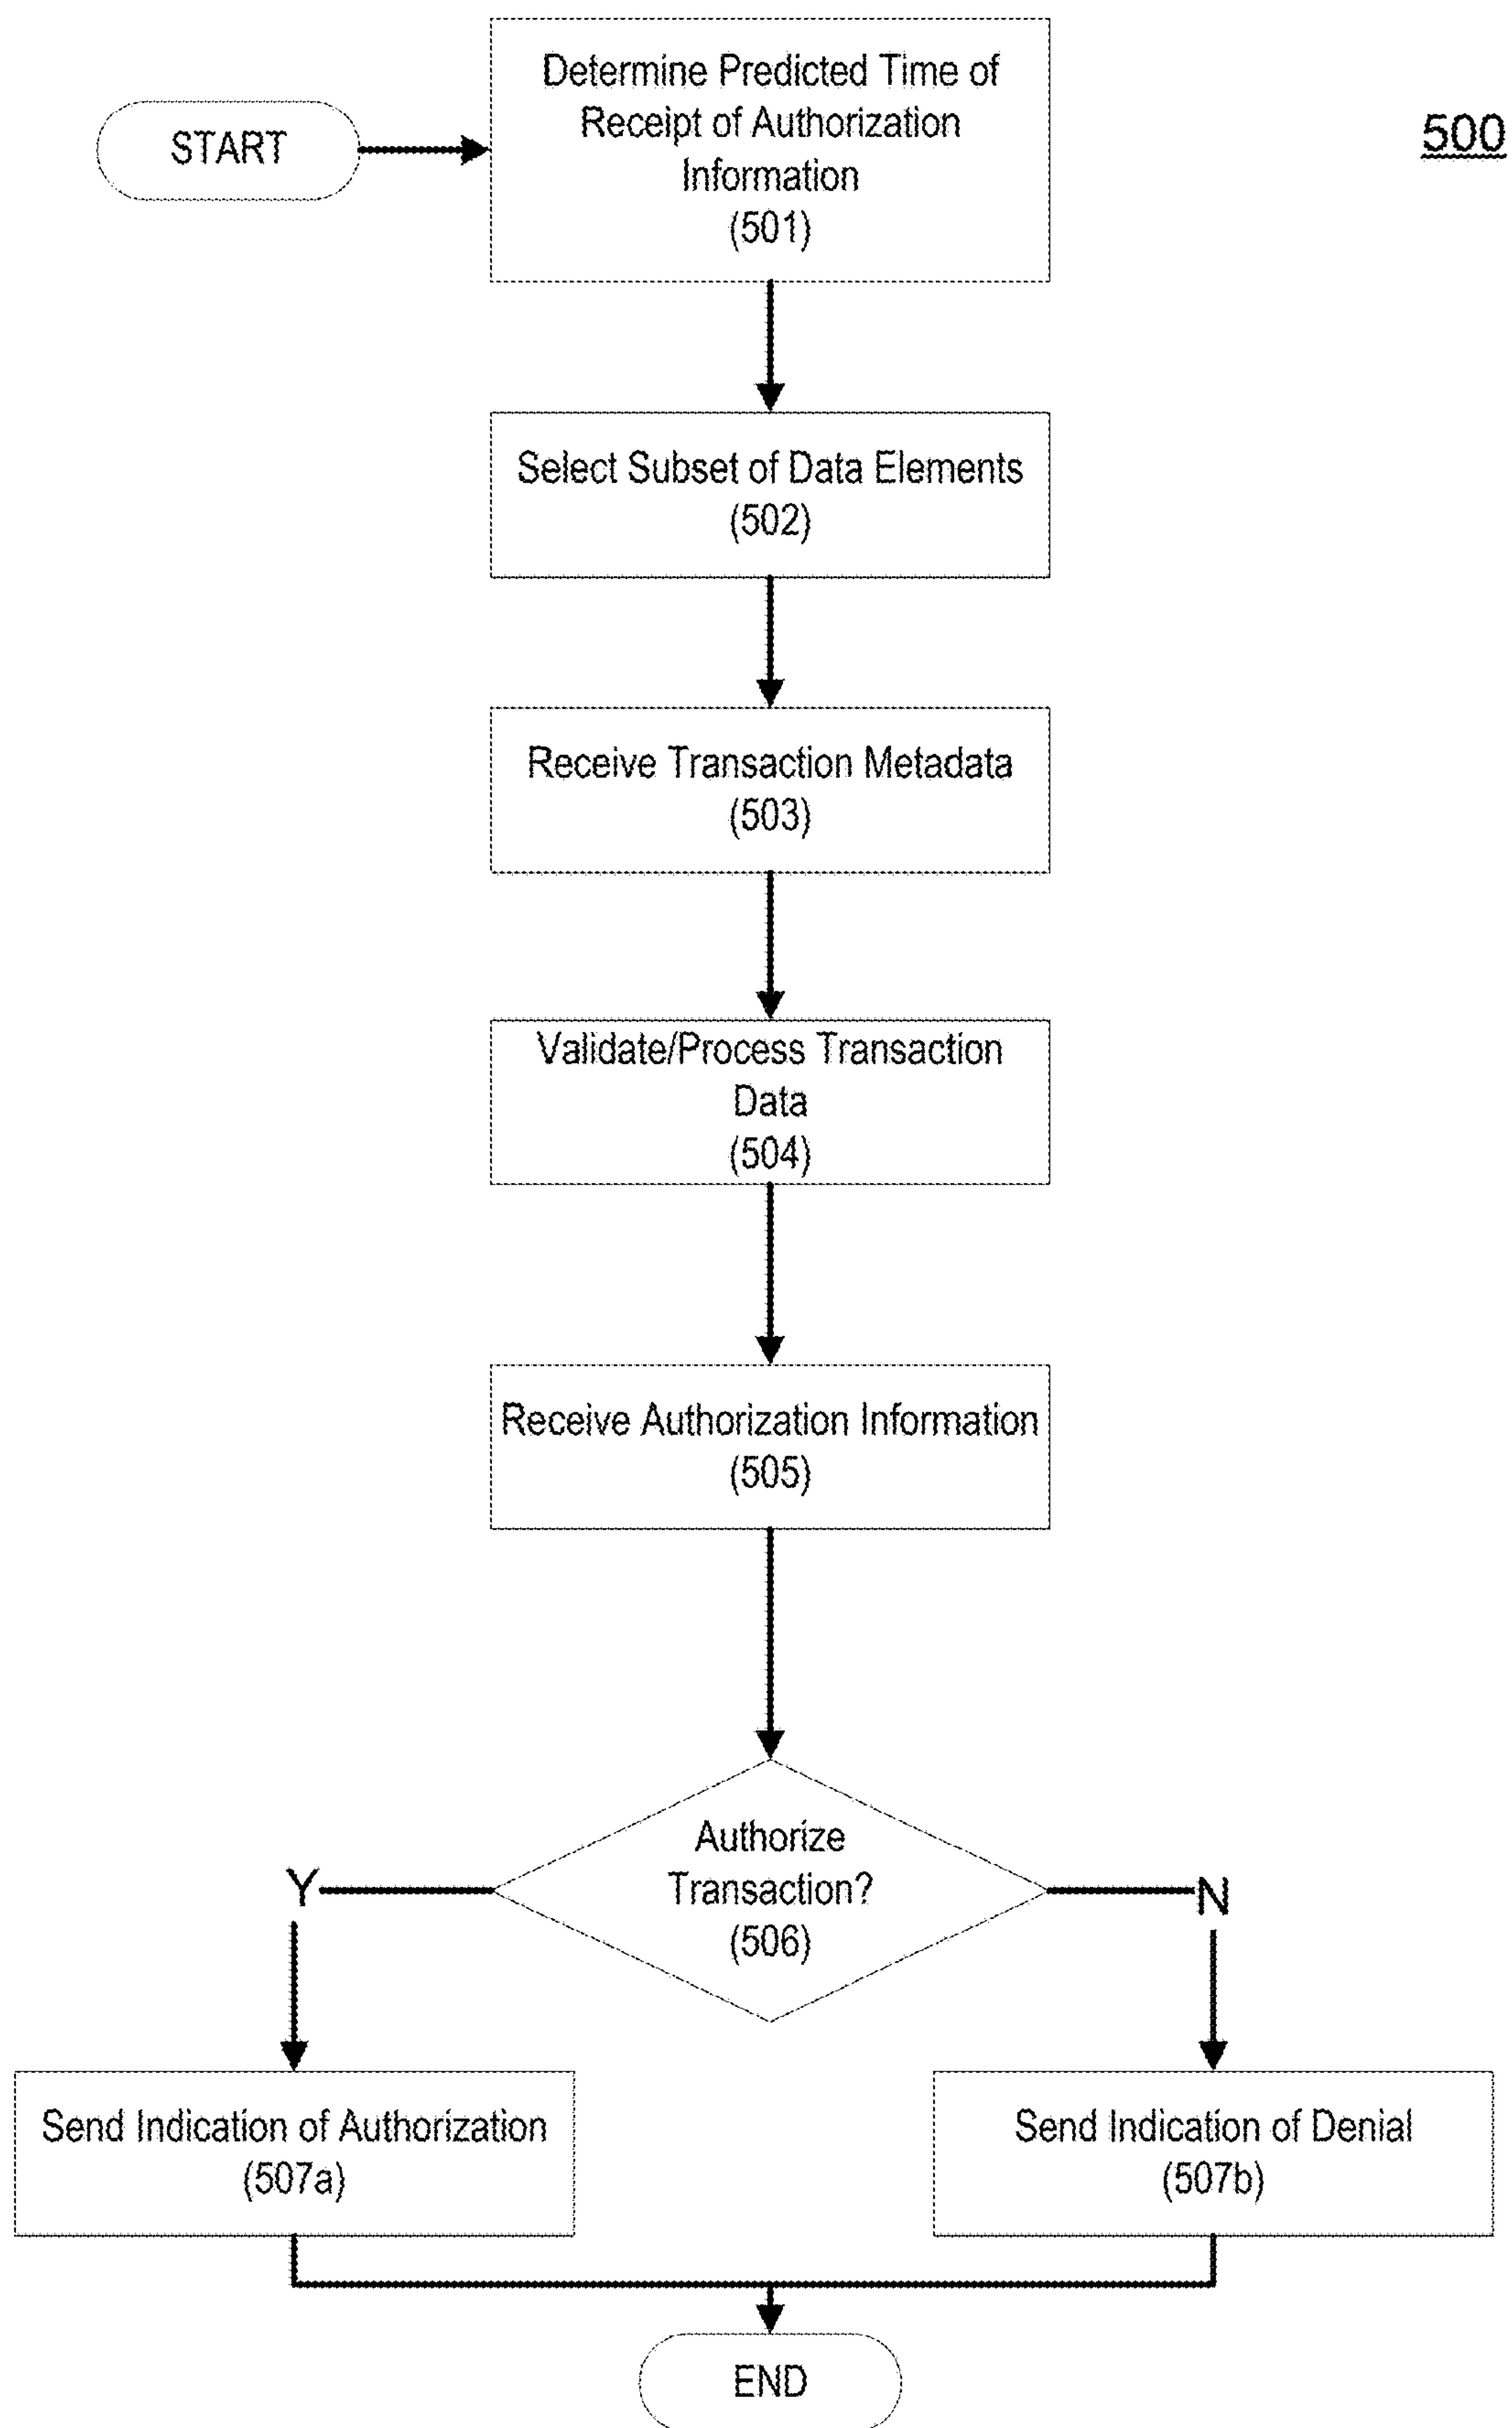 Determine Predicted Time of
Receipt of Authorization
Information
(501)
START
500
Select Subset of Data Elements
(502)
Receive Transaction Metadata
(503)
Validate/Process Transaction
Data
(504)
Receive Authorization Information
(505)
Authorize
Transaction?
(506)
Y
N
Send Indication of Authorization
(507a)
Send Indication of Denial
(507b)
END